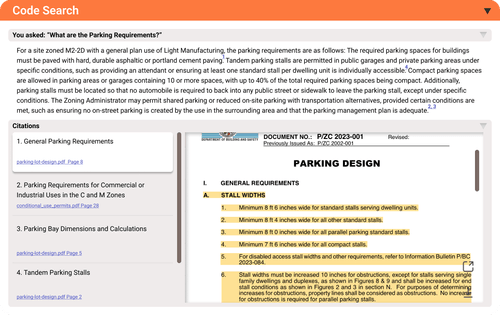 Code Search
You asked: "What are the Parking Requirements?"
For a site zoned M2-2D with a general plan use of Light Manufacturing, the parking requirements are as follows: The required parking spaces for buildings
must be paved with hard, durable asphaltic or portland cement paving. Tandem parking stalls are permitted in public garages and private parking areas under
specific conditions, such as providing an attendant or ensuring at least one standard stall per dwelling unit is individually accessible. Compact parking spaces
are allowed in parking areas or garages containing 10 or more spaces, with up to 40% of the total required parking spaces being compact. Additionally,
parking stalls must be located so that no automobile is required to back into any public street or sidewalk to leave the parking stall, except under specific
conditions. The Zoning Administrator may permit shared parking or reduced on-site parking with transportation alternatives, provided certain conditions are
met, such as ensuring no on-street parking is created by the use in the surrounding area and that the parking management plan is adequate.2,3
Citations
1. General Parking Requirements
parking-lot-design.pdf Page 8
2. Parking Requirements for Commercial or
Industrial Uses in the C and M Zones
conditional_use_permits.pdf Page 28
3. Parking Bay Dimensions and Calculations
parking-lot-design.pdf Page 5
4. Tandem Parking Stalls
parking-lot-design.pdf Page 2
DEPARTMENT OF BUILDING AND SAFETY
DOCUMENT NO.: P/ZC 2023-001 Revised:
Previously Issued As: P/ZC 2002-001
PARKING DESIGN
I. GENERAL REQUIREMENTS
A. STALL WIDTHS
1. Minimum 8 ft 6 inches wide for standard stalls serving dwelling units.
2. Minimum 8 ft 4 inches wide for all other standard stalls.
3. Minimum 8 ft 0 inches wide for all parallel parking standard stalls.
4. Minimum 7 ft 6 inches wide for all compact stalls.
5. For disabled access stall widths and other requirements, refer to Information Bulletin P/BC
2023-084.
6. Stall widths must be increased 10 inches for obstructions, except for stalls serving single
family dwellings and duplexes, as shown in Figures 8 & 9 and shall be increased for end
stall conditions as shown in Figures 2 and 3 in section N. For purposes of determining
increases for obstructions, property lines shall be considered as obstructions. No increase
for obstructions is required for parallel parking stalls.